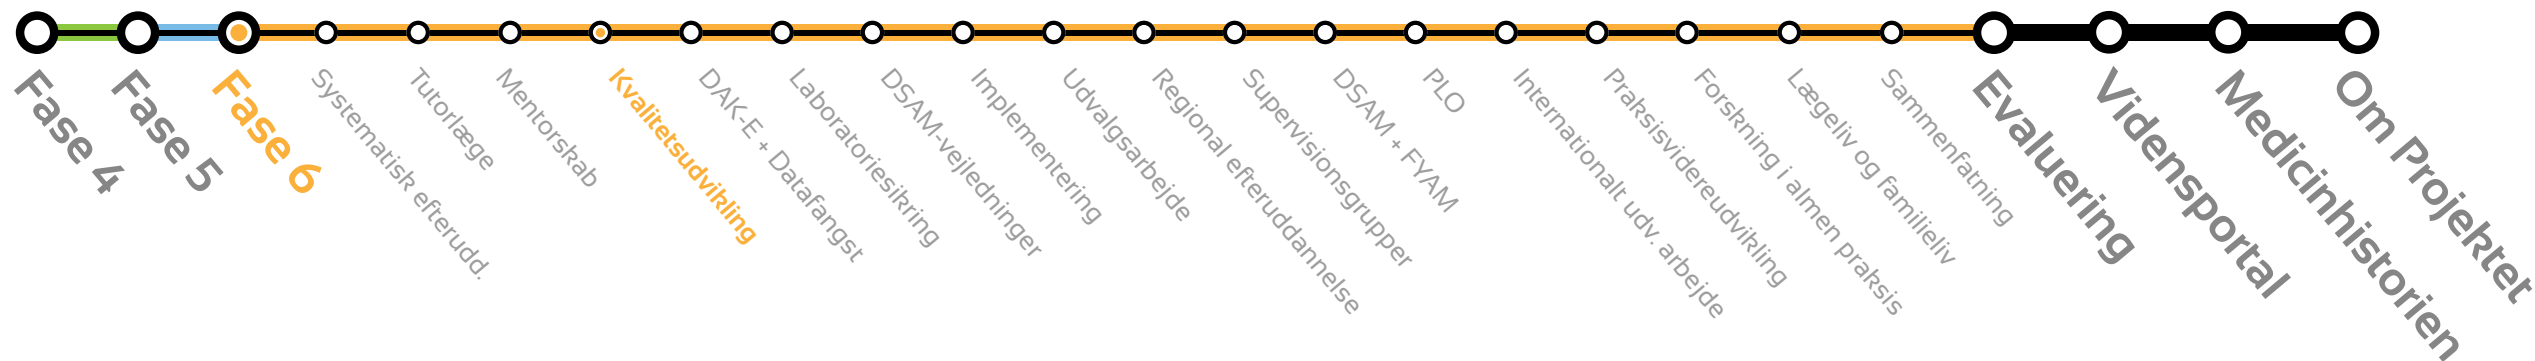 Fase 4
Fase 5
Fase 6
Systematisk efterudd.
Tutorlæge
Mentorskab
Kvalitetsudvikling
DAK-E + Datafangst
Laboratoriesikring
DSAM-vejledninger
Implementering
Udvalgsarbejde
Regional efteruddannelse
Supervisionsgrupper
DSAM + FYAM
PLO
Internationalt udv. arbejde
Praksisvidereudvikling
Forskning i almen praksis
Lægeliv og familieliv
Sammenfatning
Evaluering
Vidensportal
Medicinhistorien
Om Projektet